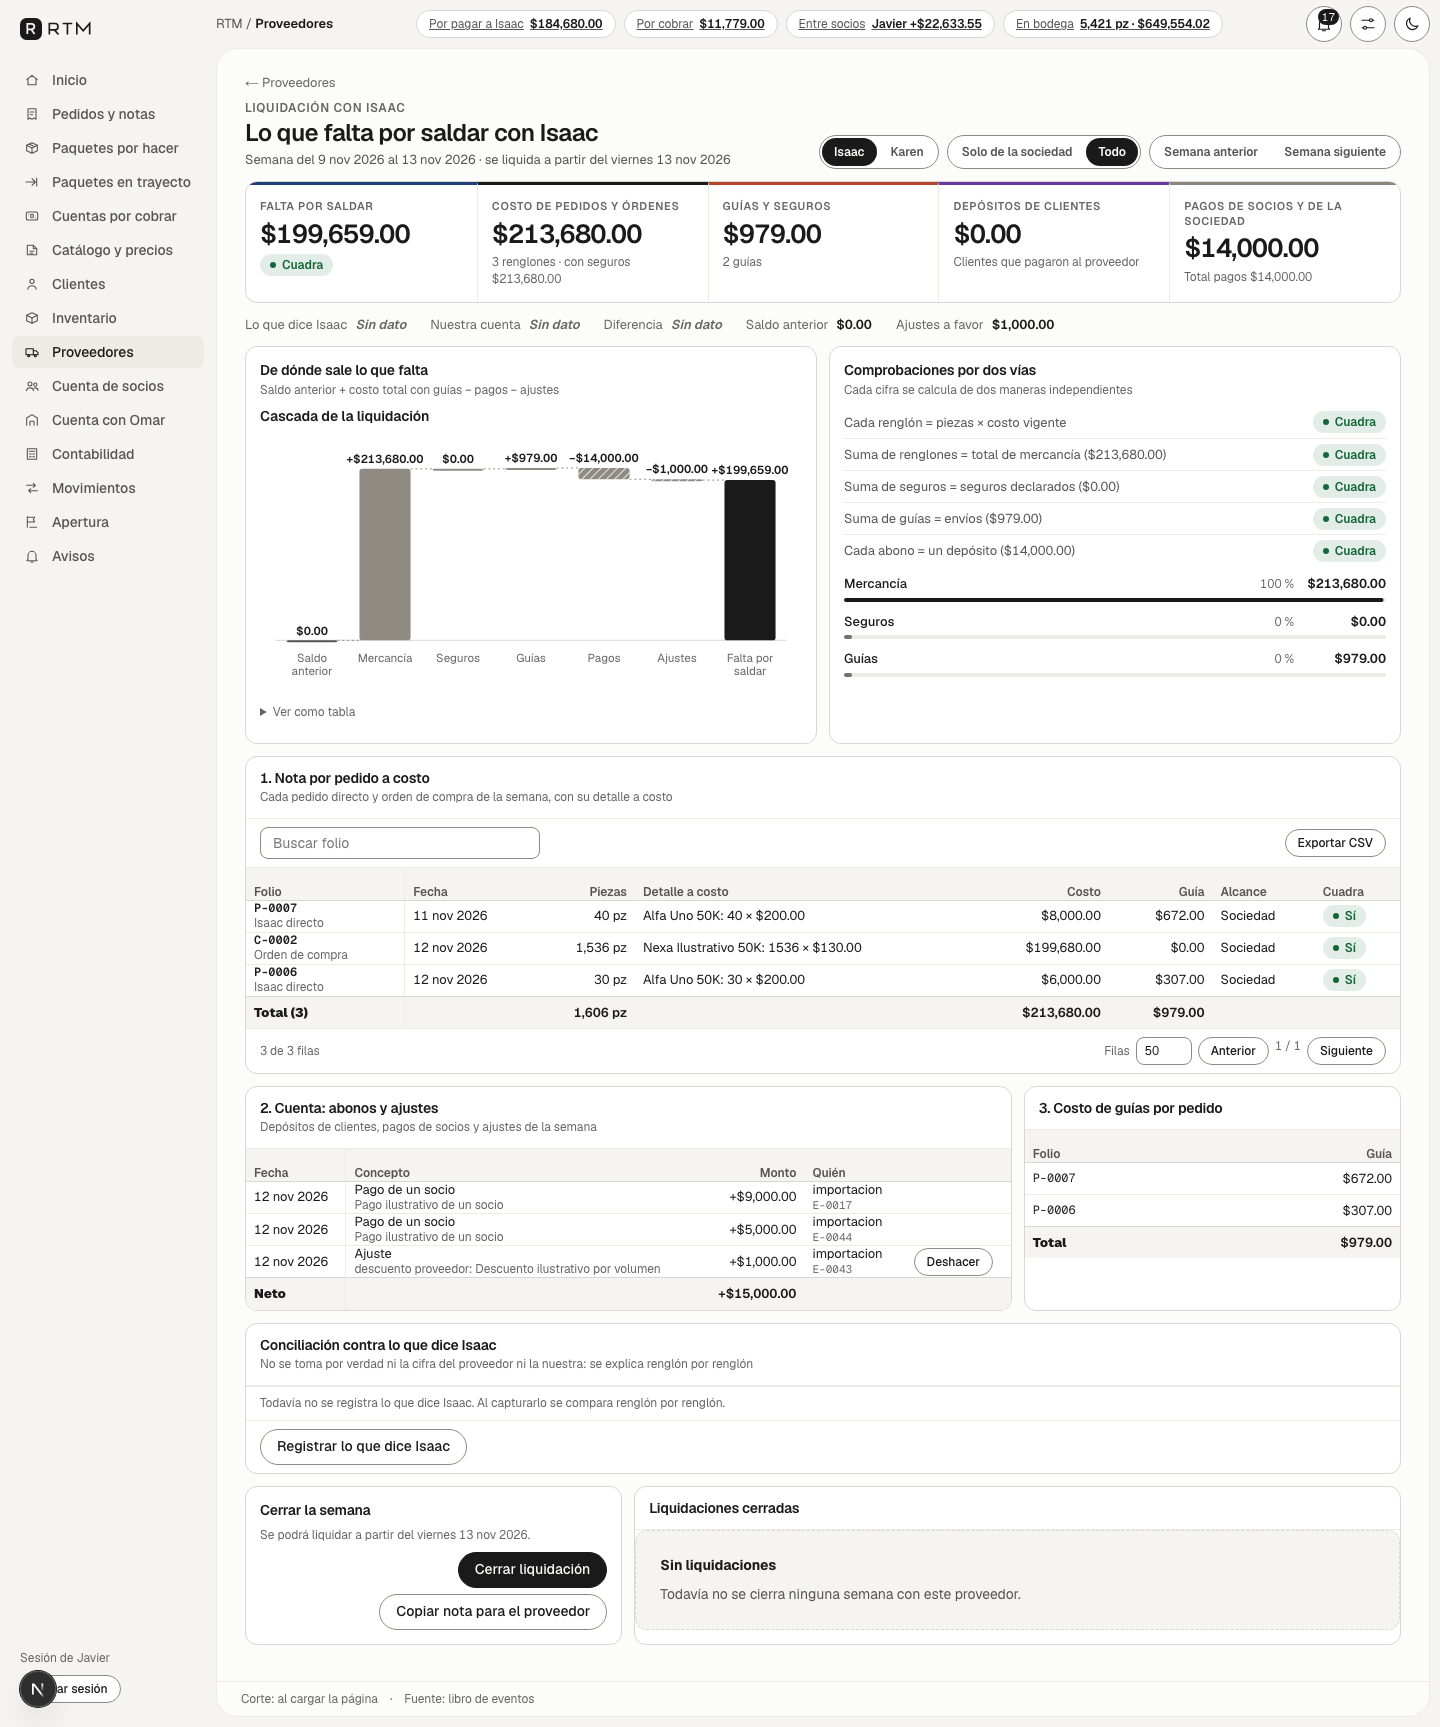 R RTM
RTM / Proveedores
Por pagar a Isaac $184,680.00
Por cobrar $11,779.00
Entre socios Javier +$22,633.55
En bodega 5,421 pz · $649,554.02
17
Inicio
Pedidos y notas
Paquetes por hacer
Paquetes en trayecto
Cuentas por cobrar
Catálogo y precios
Clientes
Inventario
Proveedores
Cuenta de socios
Cuenta con Omar
Contabilidad
Movimientos
Apertura
Avisos
← Proveedores
LIQUIDACIÓN CON ISAAC
Lo que falta por saldar con Isaac
Semana del 9 nov 2026 al 13 nov 2026 · se liquida a partir del viernes 13 nov 2026
Isaac Karen
Solo de la sociedad Todo
Semana anterior Semana siguiente
FALTA POR SALDAR
$199,659.00
Cuadra
COSTO DE PEDIDOS Y ÓRDENES
$213,680.00
3 renglones · con seguros
$213,680.00
GUÍAS Y SEGUROS
$979.00
2 guías
DEPÓSITOS DE CLIENTES
$0.00
Clientes que pagaron al proveedor
PAGOS DE SOCIOS Y DE LA
SOCIEDAD
$14,000.00
Total pagos $14,000.00
Lo que dice Isaac Sin dato Nuestra cuenta Sin dato Diferencia Sin dato Saldo anterior $0.00 Ajustes a favor $1,000.00
De dónde sale lo que falta
Saldo anterior + costo total con guías − pagos − ajustes
Cascada de la liquidación
+$213,680.00 $0.00 +$979.00 −$14,000.00 −$1,000.00 +$199,659.00
$0.00
Saldo
anterior
Mercancía
Seguros
Guías
Pagos
Ajustes
Falta por
saldar
▶ Ver como tabla
Comprobaciones por dos vías
Cada cifra se calcula de dos maneras independientes
Cada renglón = piezas × costo vigente Cuadra
Suma de renglones = total de mercancía ($213,680.00) Cuadra
Suma de seguros = seguros declarados ($0.00) Cuadra
Suma de guías = envíos ($979.00) Cuadra
Cada abono = un depósito ($14,000.00) Cuadra
Mercancía 100 % $213,680.00
Seguros 0 % $0.00
Guías 0 % $979.00
1. Nota por pedido a costo
Cada pedido directo y orden de compra de la semana, con su detalle a costo
Buscar folio
Exportar CSV
Folio Fecha Piezas Detalle a costo Costo Guía Alcance Cuadra
P-0007
Isaac directo
11 nov 2026 40 pz Alfa Uno 50K: 40 × $200.00 $8,000.00 $672.00 Sociedad Sí
C-0002
Orden de compra
12 nov 2026 1,536 pz Nexa Ilustrativo 50K: 1536 × $130.00 $199,680.00 $0.00 Sociedad Sí
P-0006
Isaac directo
12 nov 2026 30 pz Alfa Uno 50K: 30 × $200.00 $6,000.00 $307.00 Sociedad Sí
Total (3) 1,606 pz $213,680.00 $979.00
3 de 3 filas
Filas 50 Anterior 1 / 1 Siguiente
2. Cuenta: abonos y ajustes
Depósitos de clientes, pagos de socios y ajustes de la semana
Fecha Concepto Monto Quién
12 nov 2026 Pago de un socio
Pago ilustrativo de un socio
+$9,000.00 importacion
E-0017
12 nov 2026 Pago de un socio
Pago ilustrativo de un socio
+$5,000.00 importacion
E-0044
12 nov 2026 Ajuste
descuento proveedor: Descuento ilustrativo por volumen
+$1,000.00 importacion
E-0043
Deshacer
Neto +$15,000.00
3. Costo de guías por pedido
Folio Guía
P-0007 $672.00
P-0006 $307.00
Total $979.00
Conciliación contra lo que dice Isaac
No se toma por verdad ni la cifra del proveedor ni la nuestra: se explica renglón por renglón
Todavía no se registra lo que dice Isaac. Al capturarlo se compara renglón por renglón.
Registrar lo que dice Isaac
Cerrar la semana
Se podrá liquidar a partir del viernes 13 nov 2026.
Cerrar liquidación
Copiar nota para el proveedor
Liquidaciones cerradas
Sin liquidaciones
Todavía no se cierra ninguna semana con este proveedor.
Sesión de Javier
N ar sesión
Corte: al cargar la página · Fuente: libro de eventos